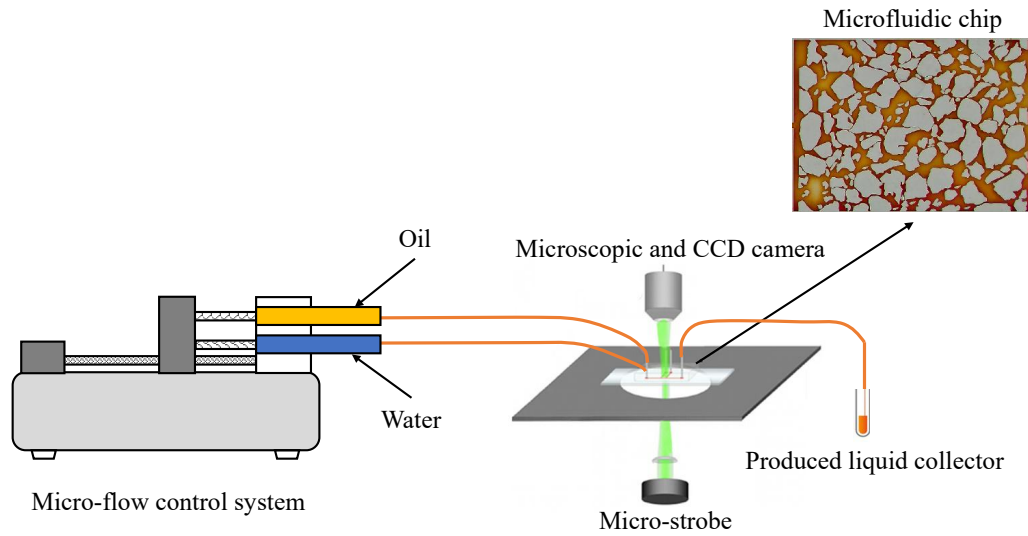 Microfluidic chip
Oil
Microscopic and CCD camera
Water
Produced liquid collector
Micro-flow control system
Micro-strobe